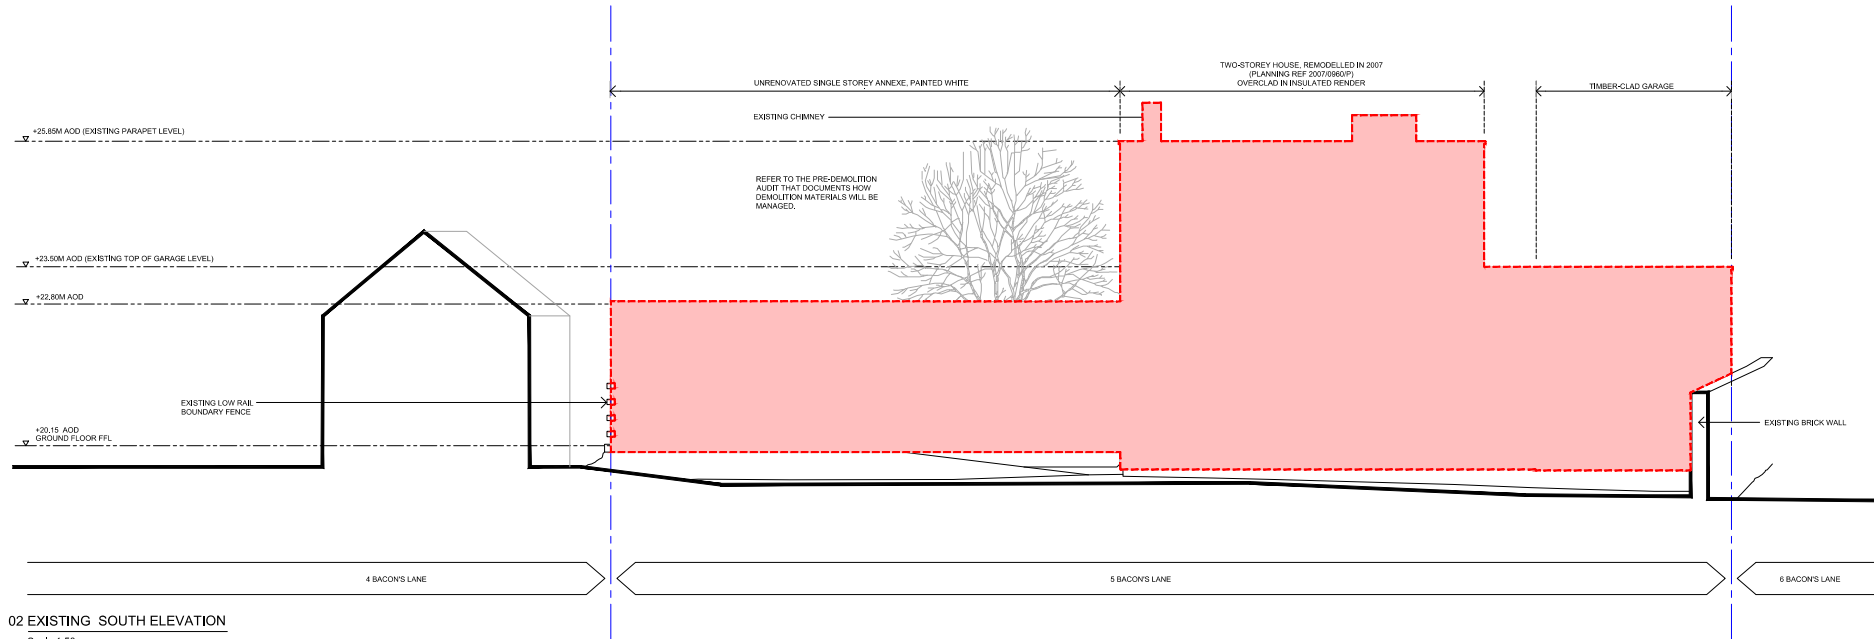 TWO-STOREY HOUSE, REMODELLED IN 2007
(PLANNING REF 2007/0960/P)
OVERCLAD IN INSULATED RENDER
UNRENOVATED SINGLE STOREY ANNEXE, PAINTED WHITE
TIMBER-CLAD GARAGE
EXISTING CHIMNEY
+25.85M AOD (EXISTING PARAPET LEVEL)
REFER TO THE PRE-DEMOLITION
AUDIT THAT DOCUMENTS HOW
DEMOLITION MATERIALS WILL BE
MANAGED.
+23.50M AOD (EXISTING TOP OF GARAGE LEVEL)
+22.80M AOD
EXISTING LOW RAIL
BOUNDARY FENCE
EXISTING BRICK WALL
+20.15 AOD
GROUND FLOOR FFL
4 BACON'S LANE
5 BACON'S LANE
6 BACON'S LANE
02 EXISTING SOUTH ELEVATION